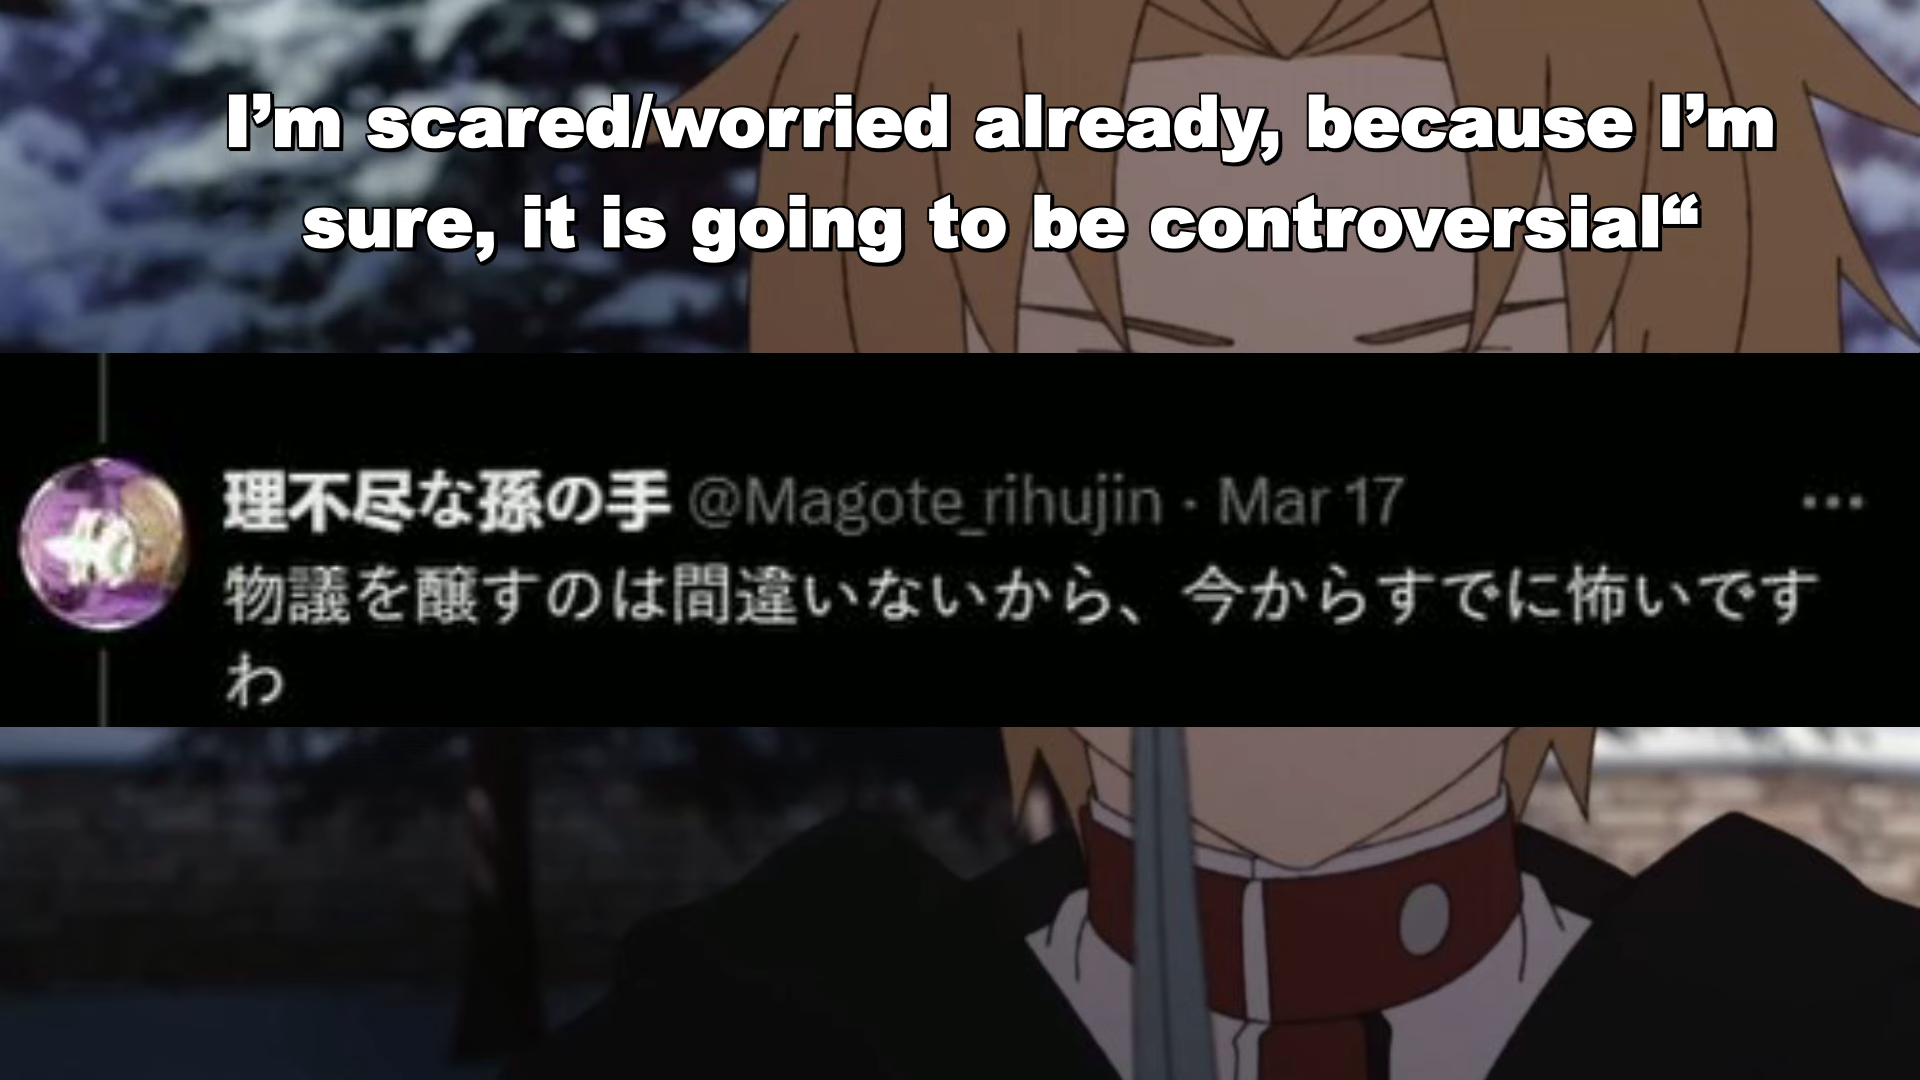 I’m scared/worried already, because I’m
sure, it is going to be controversial“
理不尽な孫の手 @Magote_rihujin · Mar 17
物議を醸すのは間違いないから、今からすでに怖いです
わ